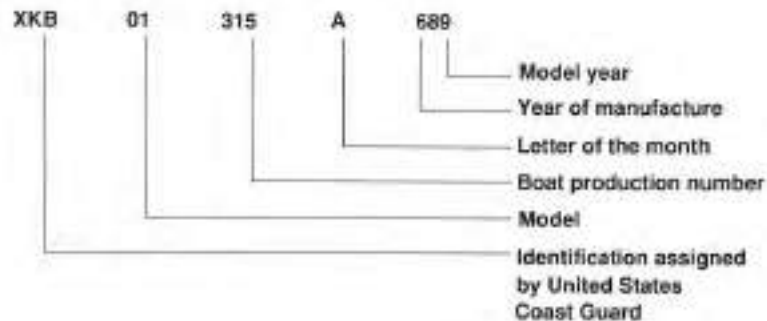 XKB 01 315 A 689
Model year
Year of manufacture
Letter of the month
Boat production number
Model
Identification assigned
by United States
Coast Guard